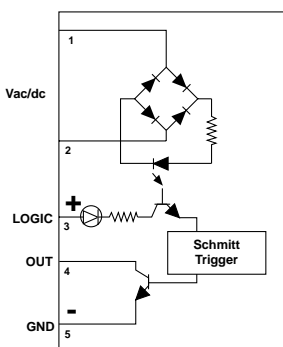 1
Vac/dc
2
+
LOGIC
3
Schmitt
Trigger
OUT
4
-
GND
5